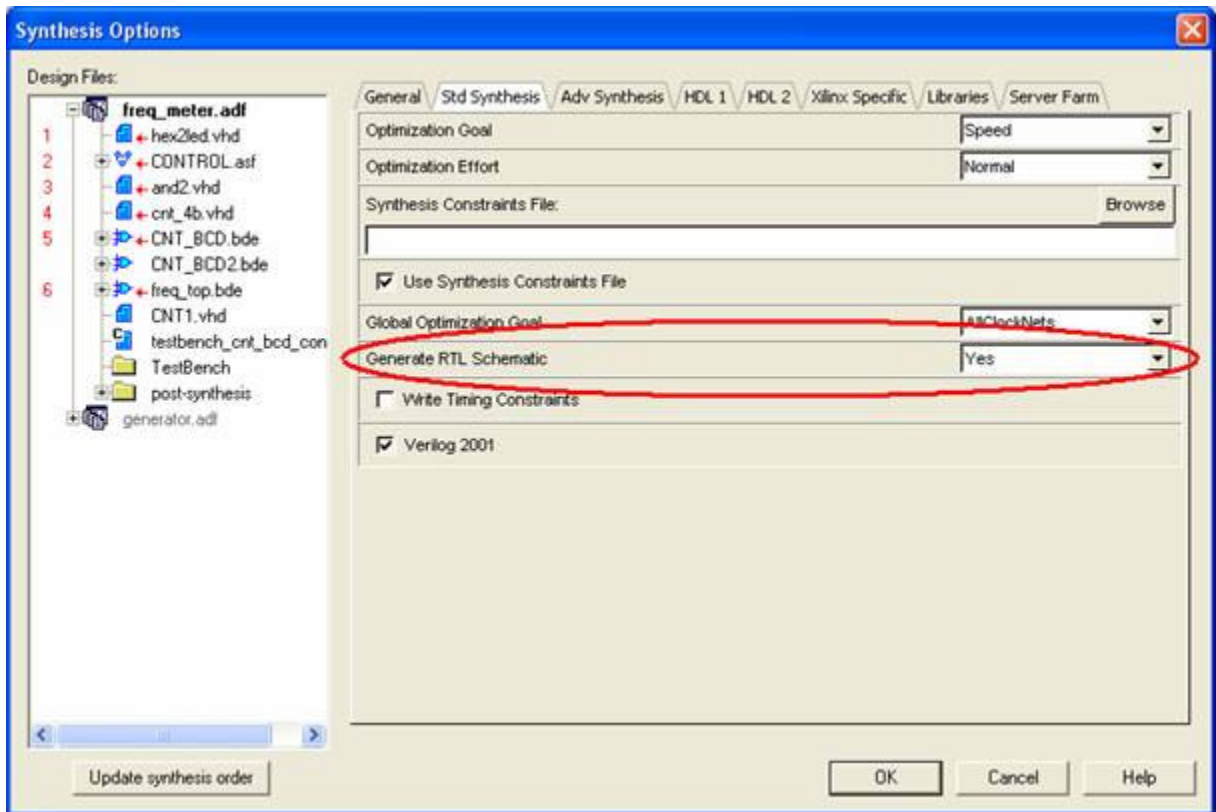 Synthesis Options
Design Files:
freq_meter.adf
1 hex2led.vhd
2 CONTROL.asf
3 and2.vhd
4 cnt_4b.vhd
5 CNT_BCD.bde
CNT_BCD2.bde
6 freq_top.bde
CNT1.vhd
testbench_cnt_bcd_con
TestBench
post-synthesis
generator.adf
Update synthesis order
General Std Synthesis Adv Synthesis HDL 1 HDL 2 Xilinx Specific Libraries Server Farm
Optimization Goal Speed
Optimization Effort Normal
Synthesis Constraints File: Browse
Use Synthesis Constraints File
Global Optimization Goal AllClockNets
Generate RTL Schematic Yes
Write Timing Constraints
Verilog 2001
OK Cancel Help